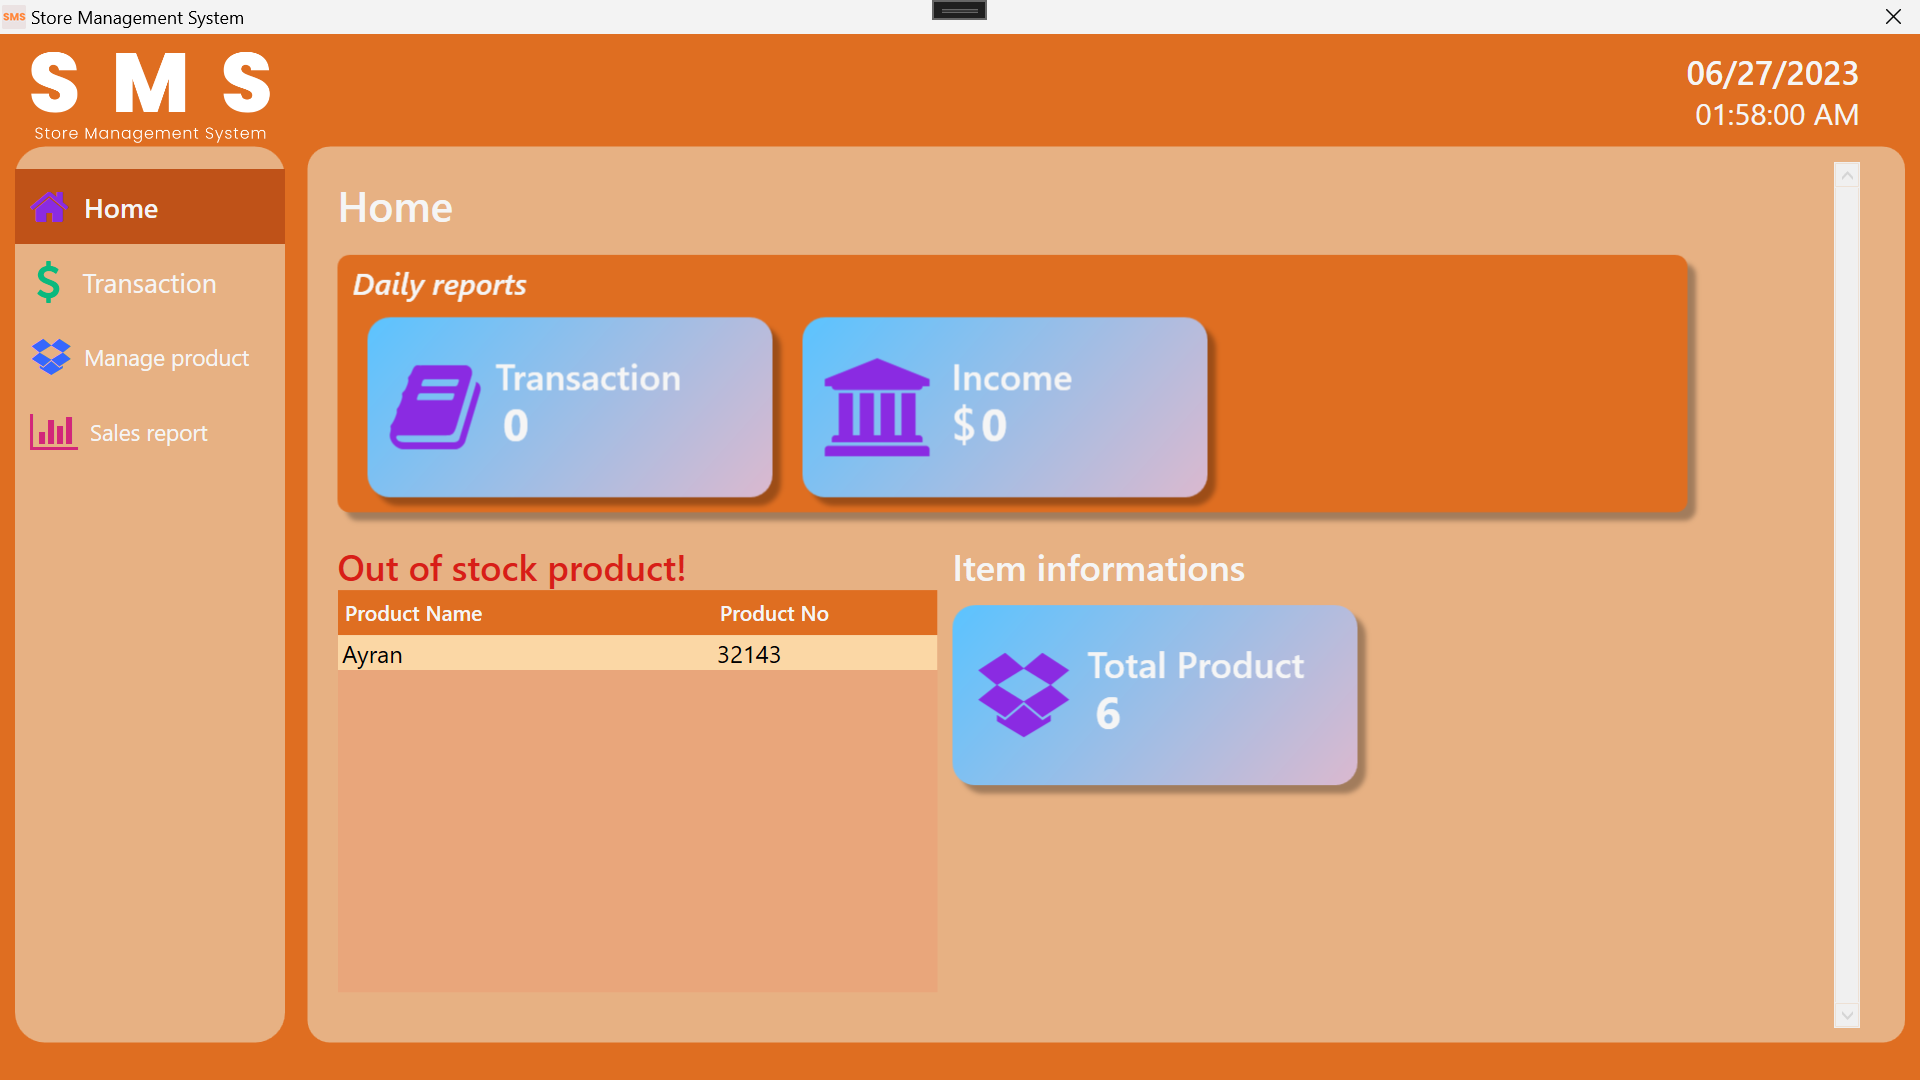 SMS Store Management System
S M S
Store Management System
06/27/2023
01:58:00 AM
Home
Transaction
Manage product
Sales report
Home
Daily reports
Transaction
0
Income
$ 0
Out of stock product!
Product Name Product No
Ayran 32143
Item informations
Total Product
6